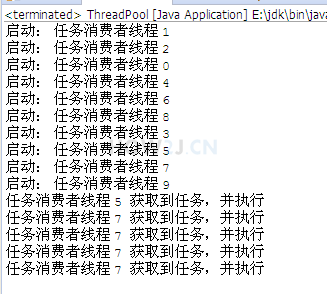 <terminated> ThreadPool [Java Application] E:\jdk\bin\java
启动： 任务消费者线程 1
启动： 任务消费者线程 2
启动： 任务消费者线程 0
启动： 任务消费者线程 4
启动： 任务消费者线程 6
启动： 任务消费者线程 8
启动： 任务消费者线程 3
启动： 任务消费者线程 5
启动： 任务消费者线程 7
启动： 任务消费者线程 9
任务消费者线程 5 获取到任务，并执行
任务消费者线程 7 获取到任务，并执行
任务消费者线程 7 获取到任务，并执行
任务消费者线程 7 获取到任务，并执行
任务消费者线程 7 获取到任务，并执行